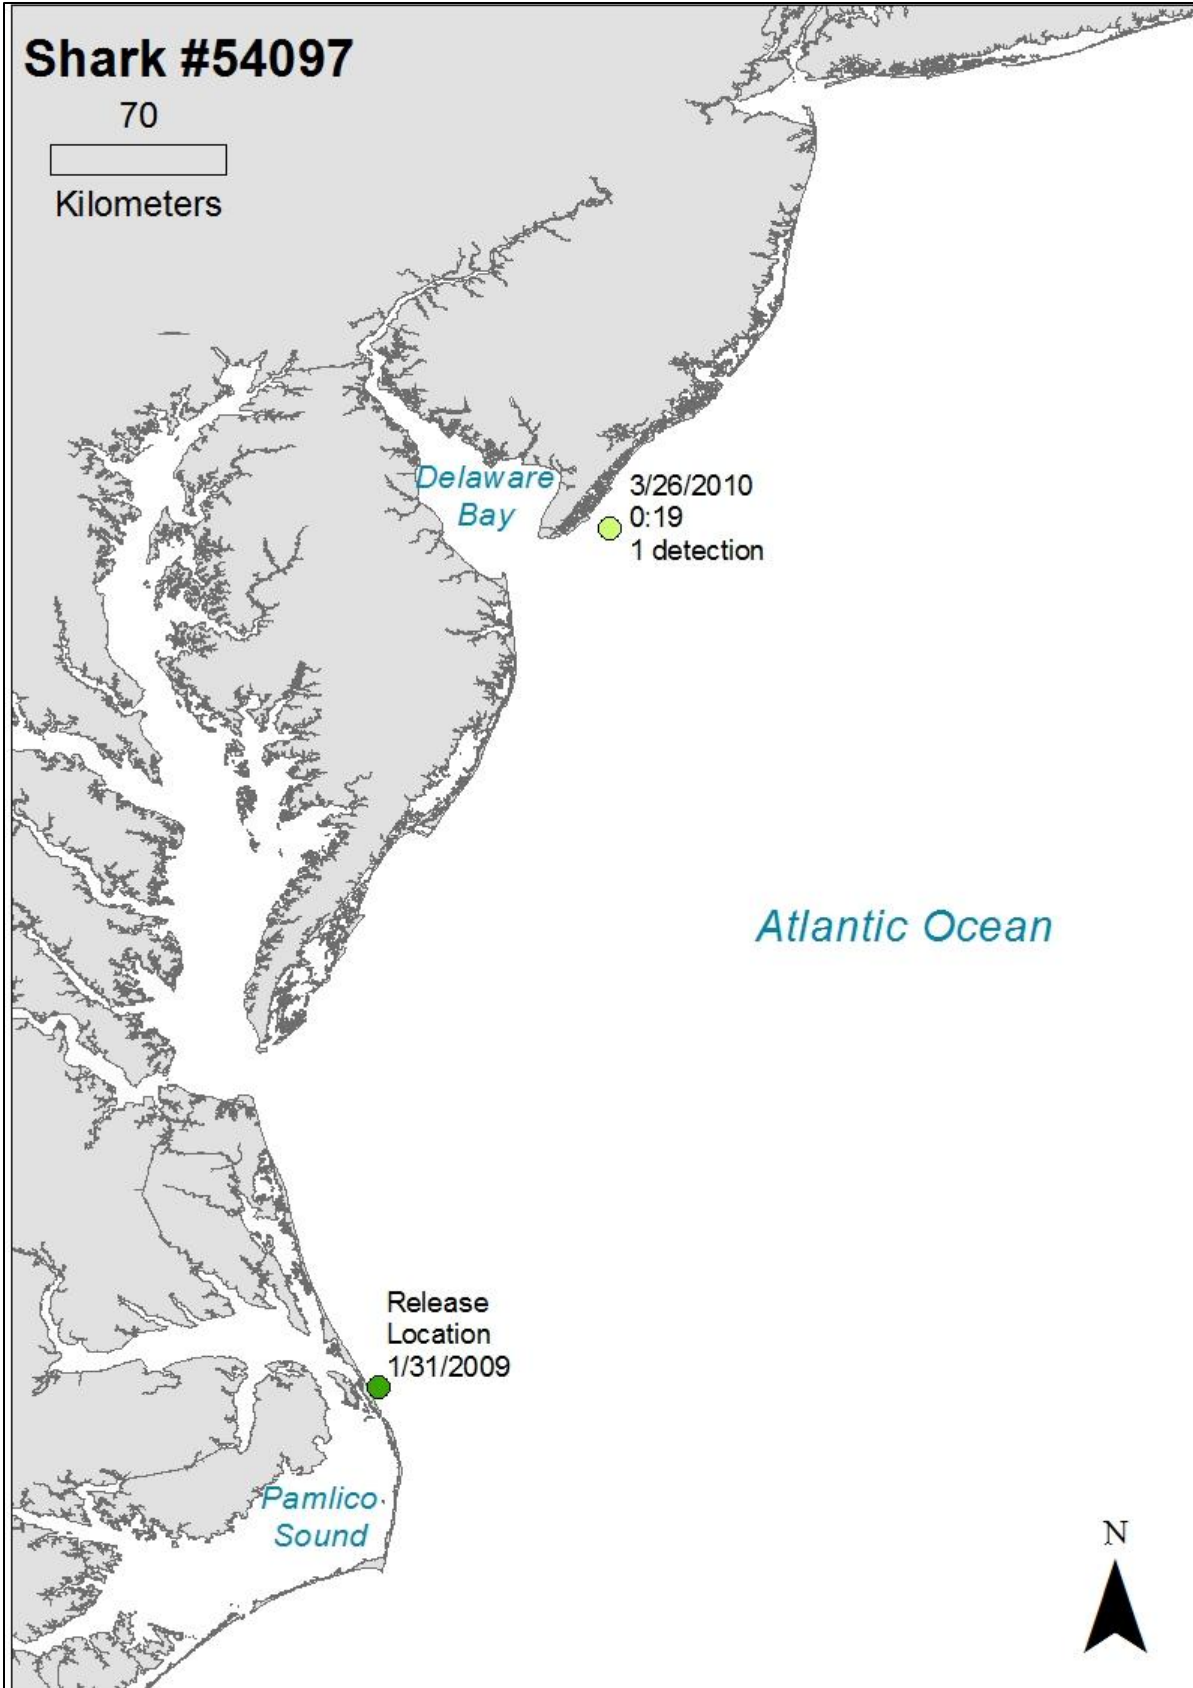 Shark #54097
70
Kilometers
Delaware
Bay
3/26/2010
0:19
1 detection
Atlantic Ocean
Release
Location
1/31/2009
Pamlico
Sound
N